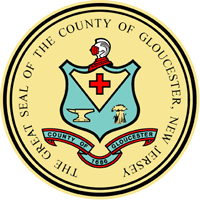 THE GREAT SEAL OF THE COUNTY OF GLOUCESTER, NEW JERSEY
COUNTY OF GLOUCESTER
1686